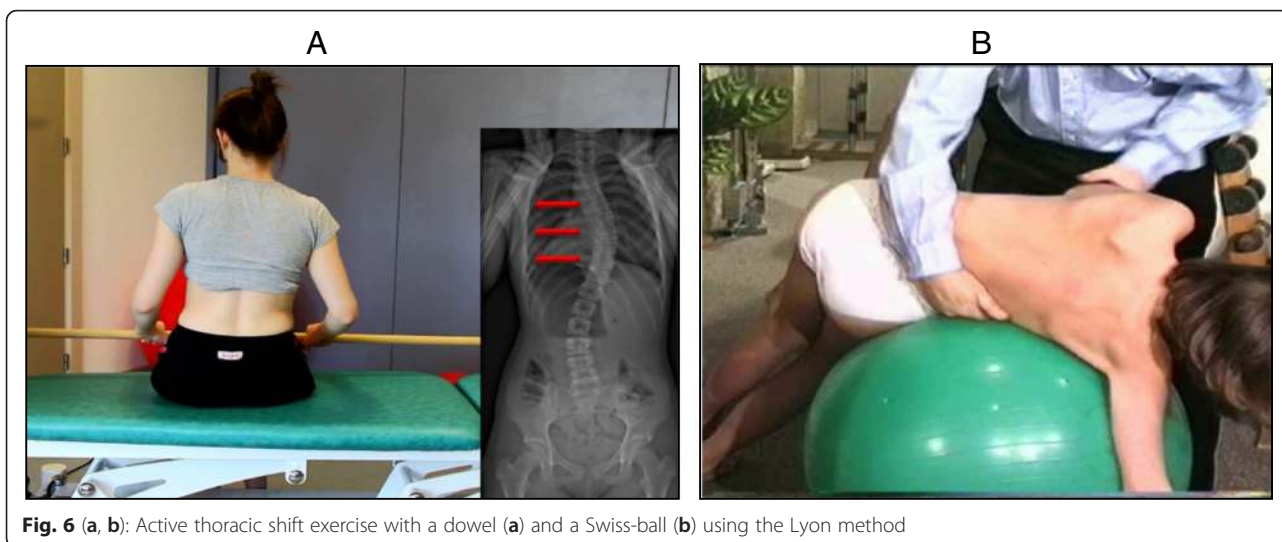 A
B
Fig. 6 (a, b): Active thoracic shift exercise with a dowel (a) and a Swiss-ball (b) using the Lyon method